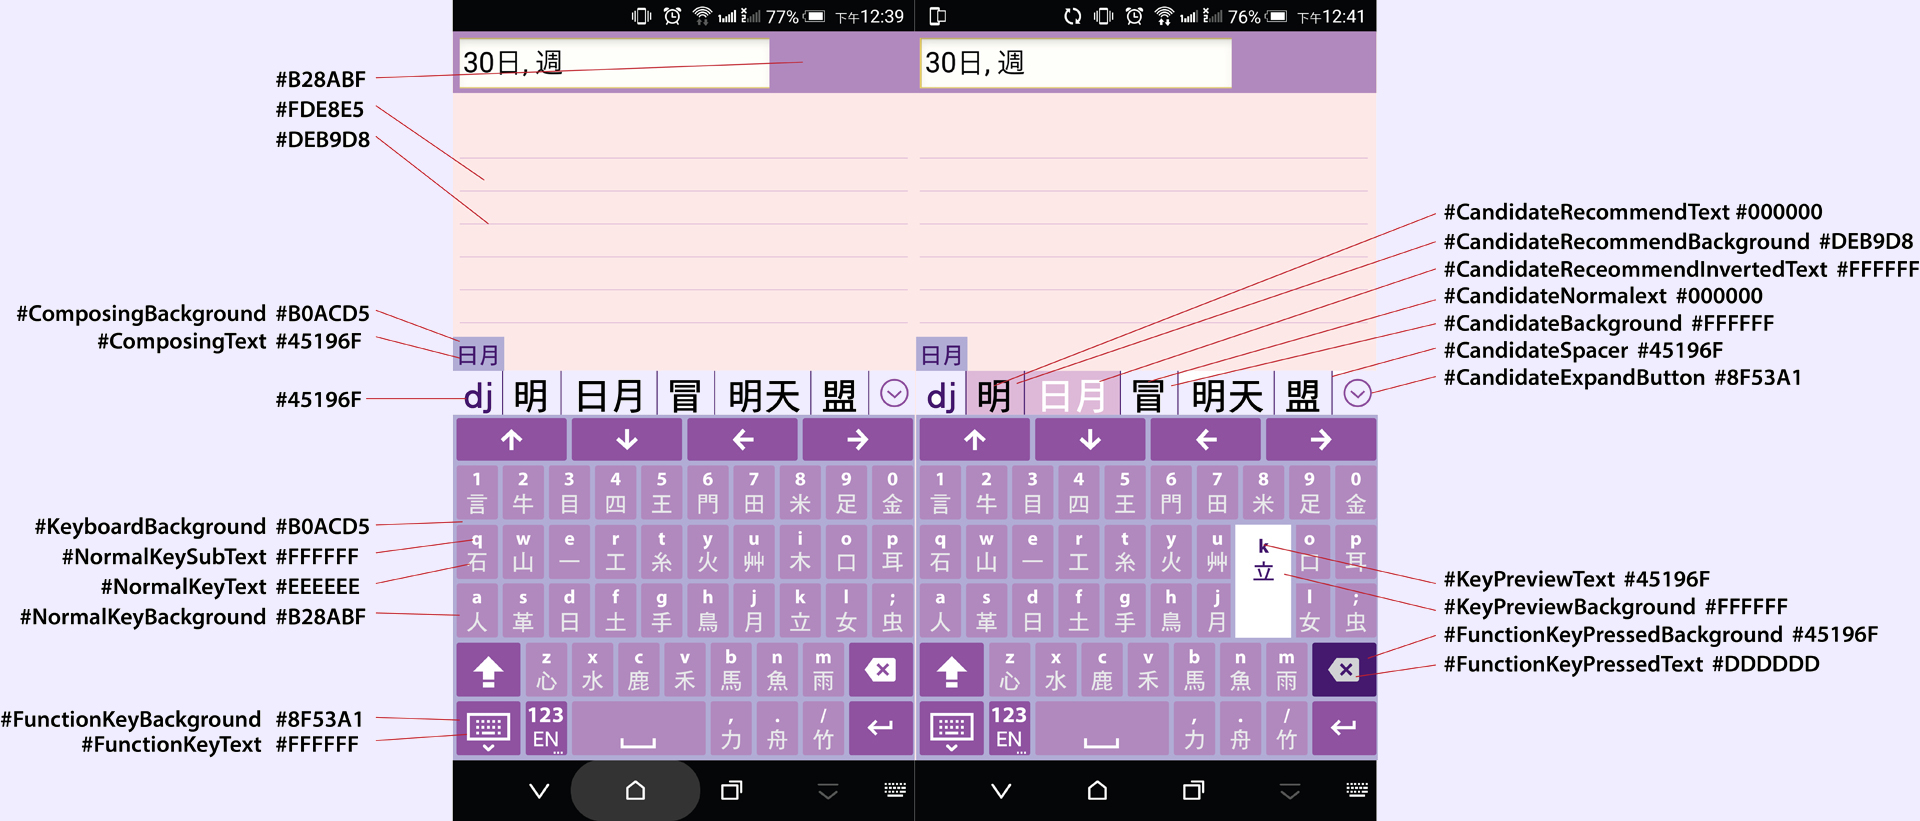 77% 下午12:39
76% 下午12:41
30日, 週
30日, 週
#B28ABF
#FDE8E5
#DEB9D8
#ComposingBackground #B0ACD5
#ComposingText #45196F
#45196F
#KeyboardBackground #B0ACD5
#NormalKeySubText #FFFFFF
#NormalKeyText #EEEEEE
#NormalKeyBackground #B28ABF
#FunctionKeyBackground #8F53A1
#FunctionKeyText #FFFFFF
日月
dj 明 日月 冒 明天 盟
↑ ↓ ← →
1 2 3 4 5 6 7 8 9 0
言 牛 目 四 王 門 田 米 足 金
q w e r t y u i o p
石 山 一 工 糸 火 艸 木 口 耳
a s d f g h j k l ;
人 革 日 土 手 鳥 月 立 女 虫
z x c v b n m
心 水 鹿 禾 馬 魚 雨
123 , . /
EN 力 舟 竹
日月
dj 明 日月 冒 明天 盟
↑ ↓ ← →
1 2 3 4 5 6 7 8 9 0
言 牛 目 四 王 門 田 米 足 金
q w e r t y u o p
石 山 一 工 糸 火 艸 口 耳
k
立
a s d f g h j l ;
人 革 日 土 手 鳥 月 女 虫
z x c v b n m
心 水 鹿 禾 馬 魚 雨
123 , . /
EN 力 舟 竹
#CandidateRecommendText #000000
#CandidateRecommendBackground #DEB9D8
#CandidateReceommendInvertedText #FFFFFF
#CandidateNormalext #000000
#CandidateBackground #FFFFFF
#CandidateSpacer #45196F
#CandidateExpandButton #8F53A1
#KeyPreviewText #45196F
#KeyPreviewBackground #FFFFFF
#FunctionKeyPressedBackground #45196F
#FunctionKeyPressedText #DDDDDD